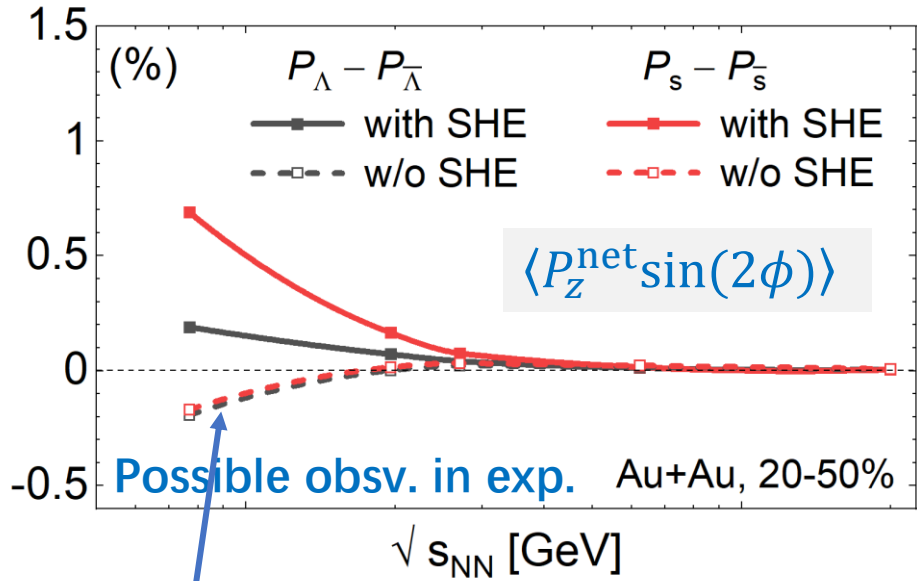 1.5
(%)
P_Λ − P_Λ̅
P_s − P_s̅
with SHE
with SHE
1
w/o SHE
w/o SHE
0.5
⟨P_z^net sin(2ϕ)⟩
0
-0.5
Possible obsv. in exp.
Au+Au, 20-50%
√ s_NN [GeV]